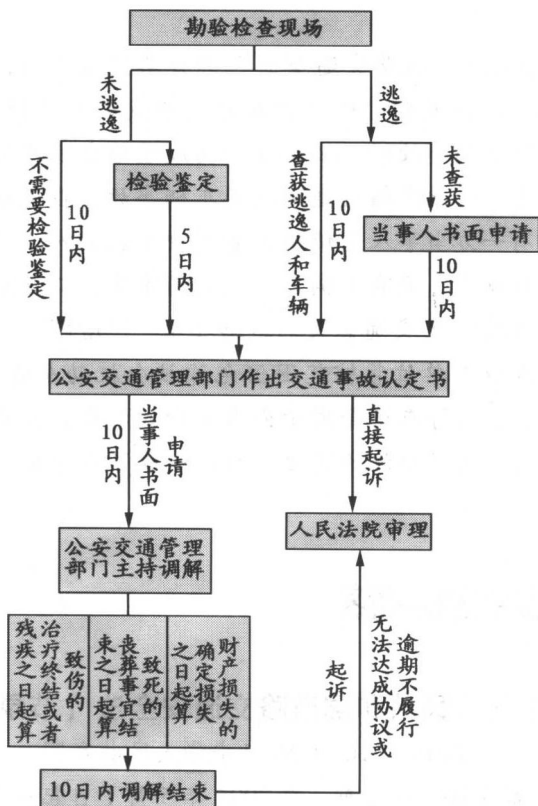 勘验检查现场
未逃逸
逃逸
不需要检验鉴定
10日内
检验鉴定
5日内
查获逃逸人和车辆
10日内
未查获
当事人书面申请
10日内
公安交通管理部门作出交通事故认定书
10日内
当事人书面
申请
直接起诉
公安交通管理
部门主持调解
人民法院审理
致伤的
治疗终结或者
残疾之日起算
致死的
丧葬事宜结
束之日起算
财产损失的
确定损失
之日起算
起诉
逾期不履行
无法达成协议或
10日内调解结束